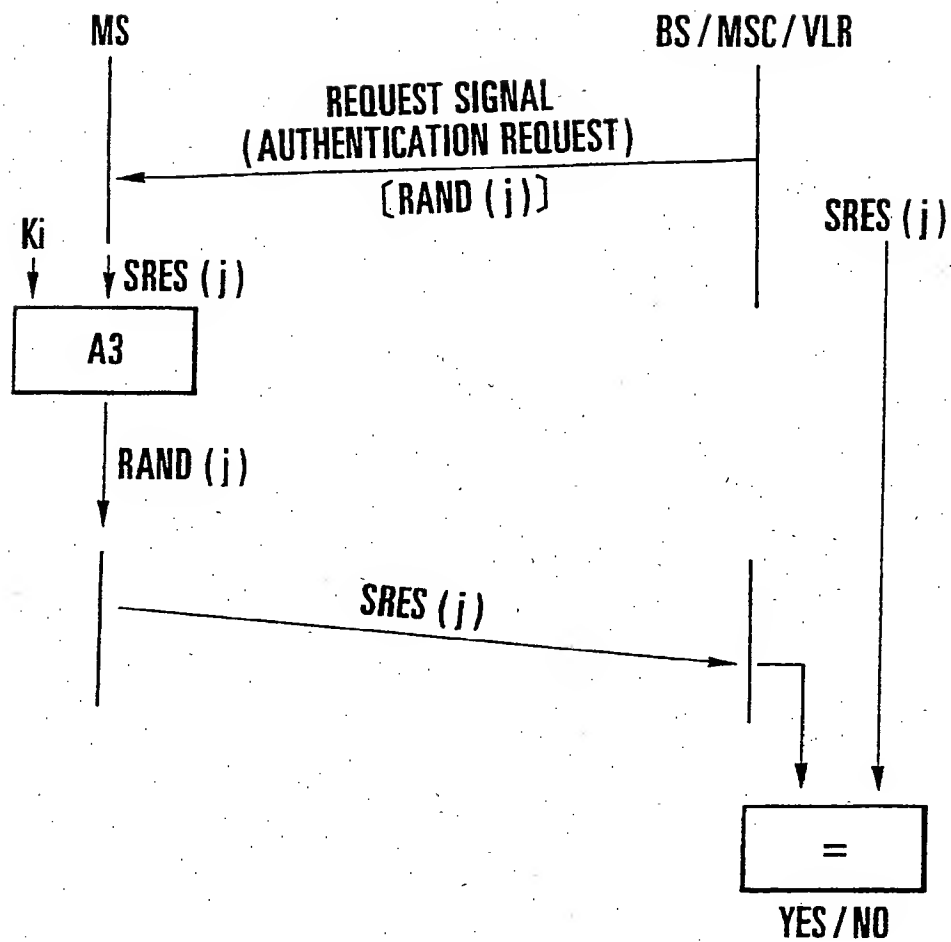 MS
BS/MSC/VLR
REQUEST SIGNAL
(AUTHENTICATION REQUEST)
[RAND (j)]
SRES (j)
Ki
SRES (j)
A3
RAND (j)
SRES (j)
=
YES/NO